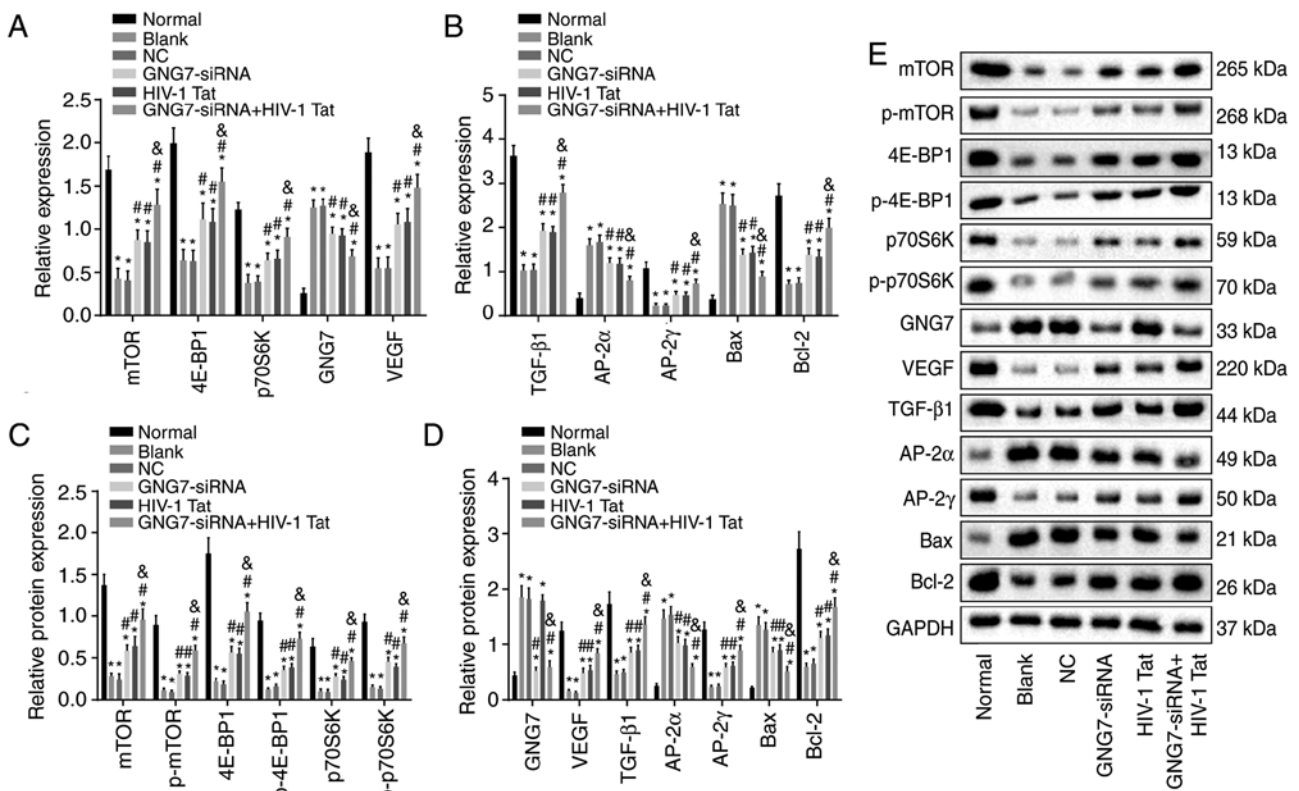 A
Normal
Blank
NC
GNG7-siRNA
HIV-1 Tat
GNG7-siRNA+HIV-1 Tat
Relative expression
2.5
2.0
1.5
1.0
0.5
0.0
mTOR
4E-BP1
p70S6K
GNG7
VEGF
B
Normal
Blank
NC
GNG7-siRNA
HIV-1 Tat
GNG7-siRNA+HIV-1 Tat
Relative expression
5
4
3
2
1
0
TGF-β1
AP-2α
AP-2γ
Bax
Bcl-2
C
Normal
Blank
NC
GNG7-siRNA
HIV-1 Tat
GNG7-siRNA+HIV-1 Tat
Relative protein expression
2.5
2.0
1.5
1.0
0.5
0.0
mTOR
p-mTOR
4E-BP1
p-4E-BP1
p70S6K
p-p70S6K
D
Normal
Blank
NC
GNG7-siRNA
HIV-1 Tat
GNG7-siRNA+HIV-1 Tat
Relative protein expression
4
3
2
1
0
GNG7
VEGF
TGF-β1
AP-2α
AP-2γ
Bax
Bcl-2
E
mTOR 265 kDa
p-mTOR 268 kDa
4E-BP1 13 kDa
p-4E-BP1 13 kDa
p70S6K 59 kDa
p-p70S6K 70 kDa
GNG7 33 kDa
VEGF 220 kDa
TGF-β1 44 kDa
AP-2α 49 kDa
AP-2γ 50 kDa
Bax 21 kDa
Bcl-2 26 kDa
GAPDH 37 kDa
Normal
Blank
NC
GNG7-siRNA
HIV-1 Tat
GNG7-siRNA+
HIV-1 Tat